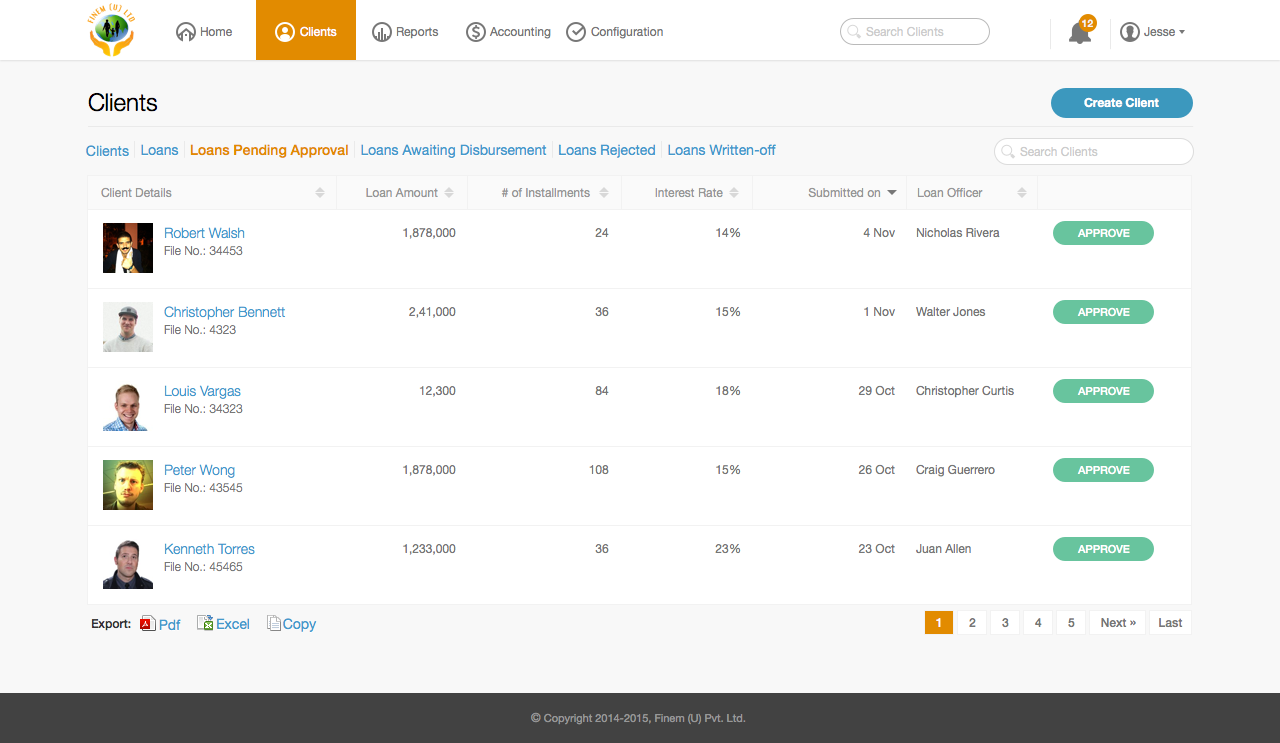 FINEM (U) LTD
Home
Clients
Reports
Accounting
Configuration
Search Clients
12
Jesse
Clients
Create Client
Clients Loans Loans Pending Approval Loans Awaiting Disbursement Loans Rejected Loans Written-off
Search Clients
Client Details Loan Amount # of Installments Interest Rate Submitted on Loan Officer
Robert Walsh 1,878,000 24 14% 4 Nov Nicholas Rivera APPROVE
File No.: 34453
Christopher Bennett 2,41,000 36 15% 1 Nov Walter Jones APPROVE
File No.: 4323
Louis Vargas 12,300 84 18% 29 Oct Christopher Curtis APPROVE
File No.: 34323
Peter Wong 1,878,000 108 15% 26 Oct Craig Guerrero APPROVE
File No.: 43545
Kenneth Torres 1,233,000 36 23% 23 Oct Juan Allen APPROVE
File No.: 45465
Export: Pdf Excel Copy
1 2 3 4 5 Next » Last
© Copyright 2014-2015, Finem (U) Pvt. Ltd.